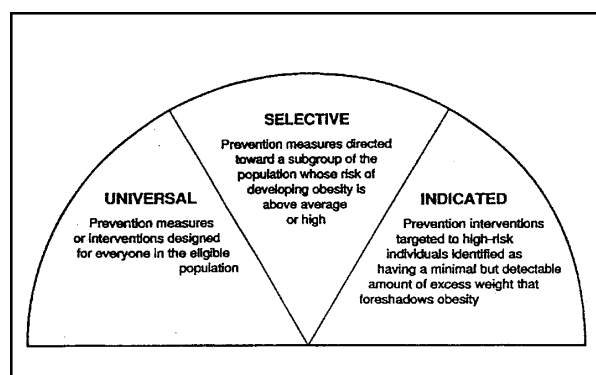 UNIVERSAL
Prevention measures
or interventions designed
for everyone in the eligible
population
SELECTIVE
Prevention measures directed
toward a subgroup of the
population whose risk of
developing obesity is
above average
or high
INDICATED
Prevention interventions
targeted to high-risk
individuals identified as
having a minimal but detectable
amount of excess weight that
foreshadows obesity